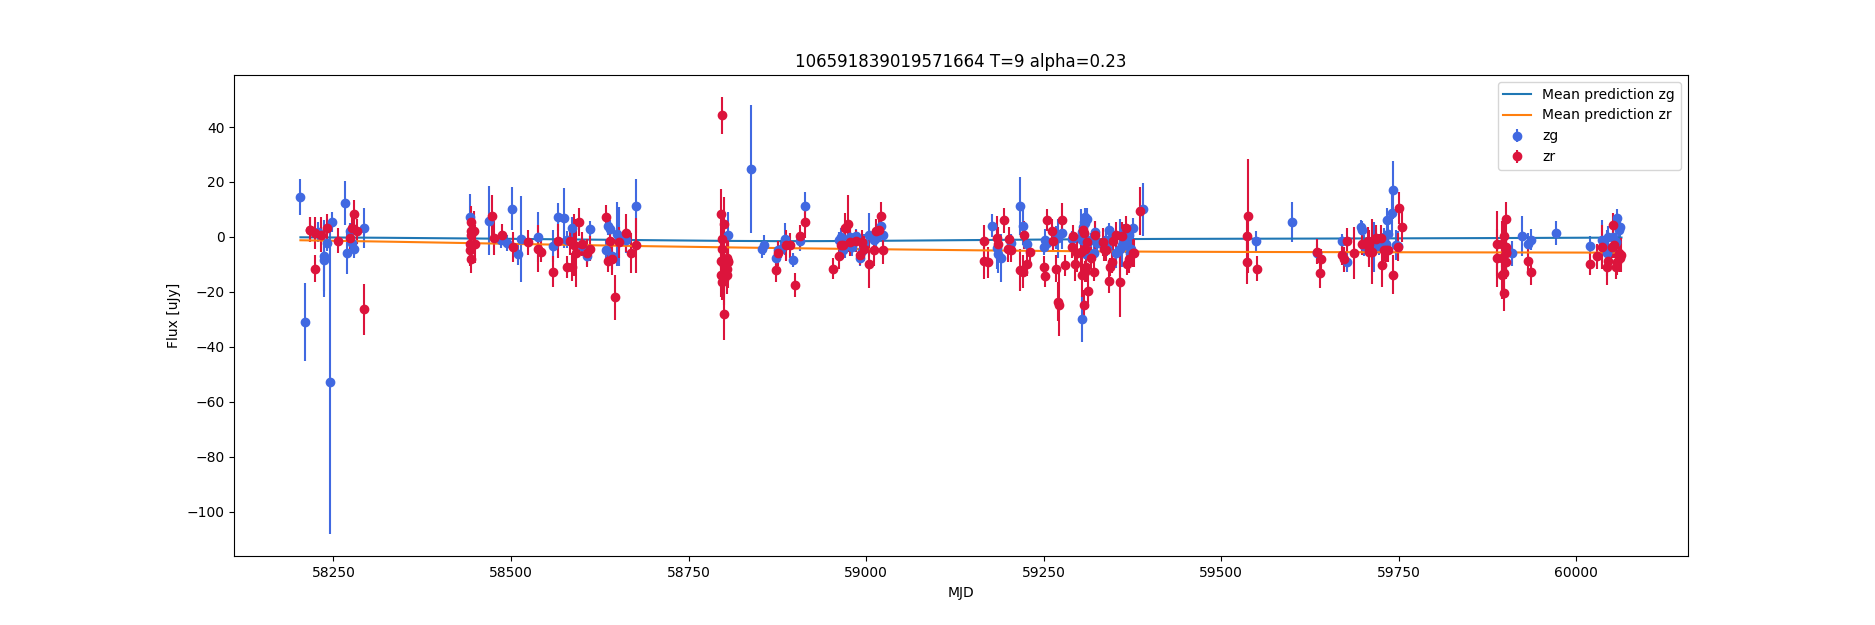 106591839019571664 T=9 alpha=0.23
Mean prediction zg
Mean prediction zr
zg
zr
Flux [uJy]
40
20
0
−20
−40
−60
−80
−100
58250 58500 58750 59000 59250 59500 59750 60000
MJD